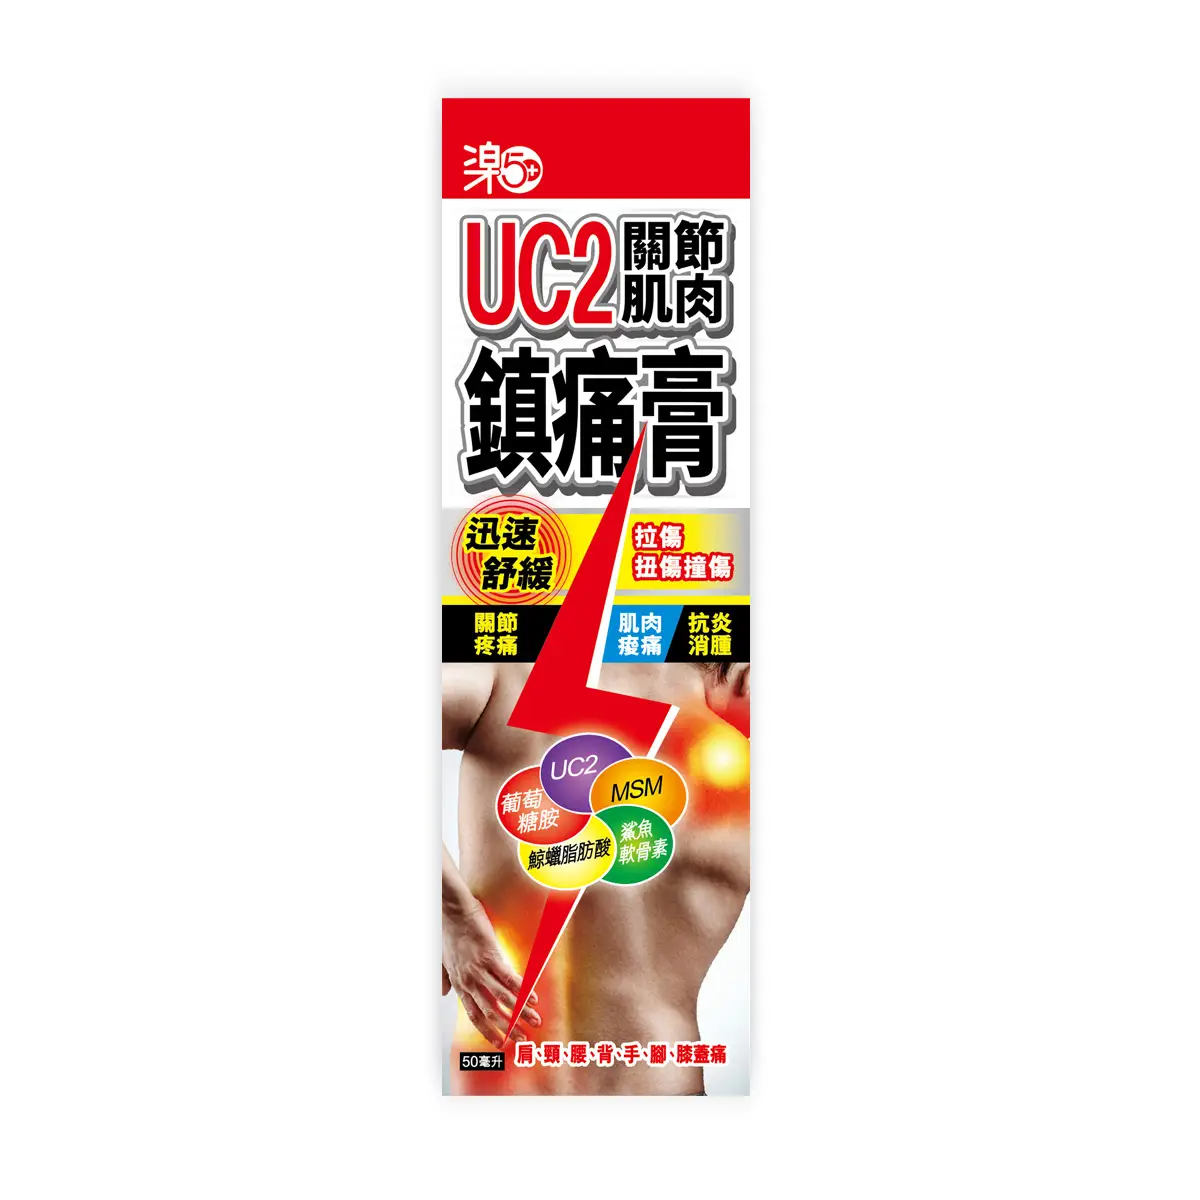 楽5+
UC2 關節
肌肉
鎮痛膏
迅速
舒緩
拉傷
扭傷撞傷
關節
疼痛
肌肉
痠痛
抗炎
消腫
UC2
MSM
葡萄
糖胺
鯨蠟脂肪酸
鯊魚
軟骨素
50毫升
肩、頸、腰、背、手、腳、膝蓋痛